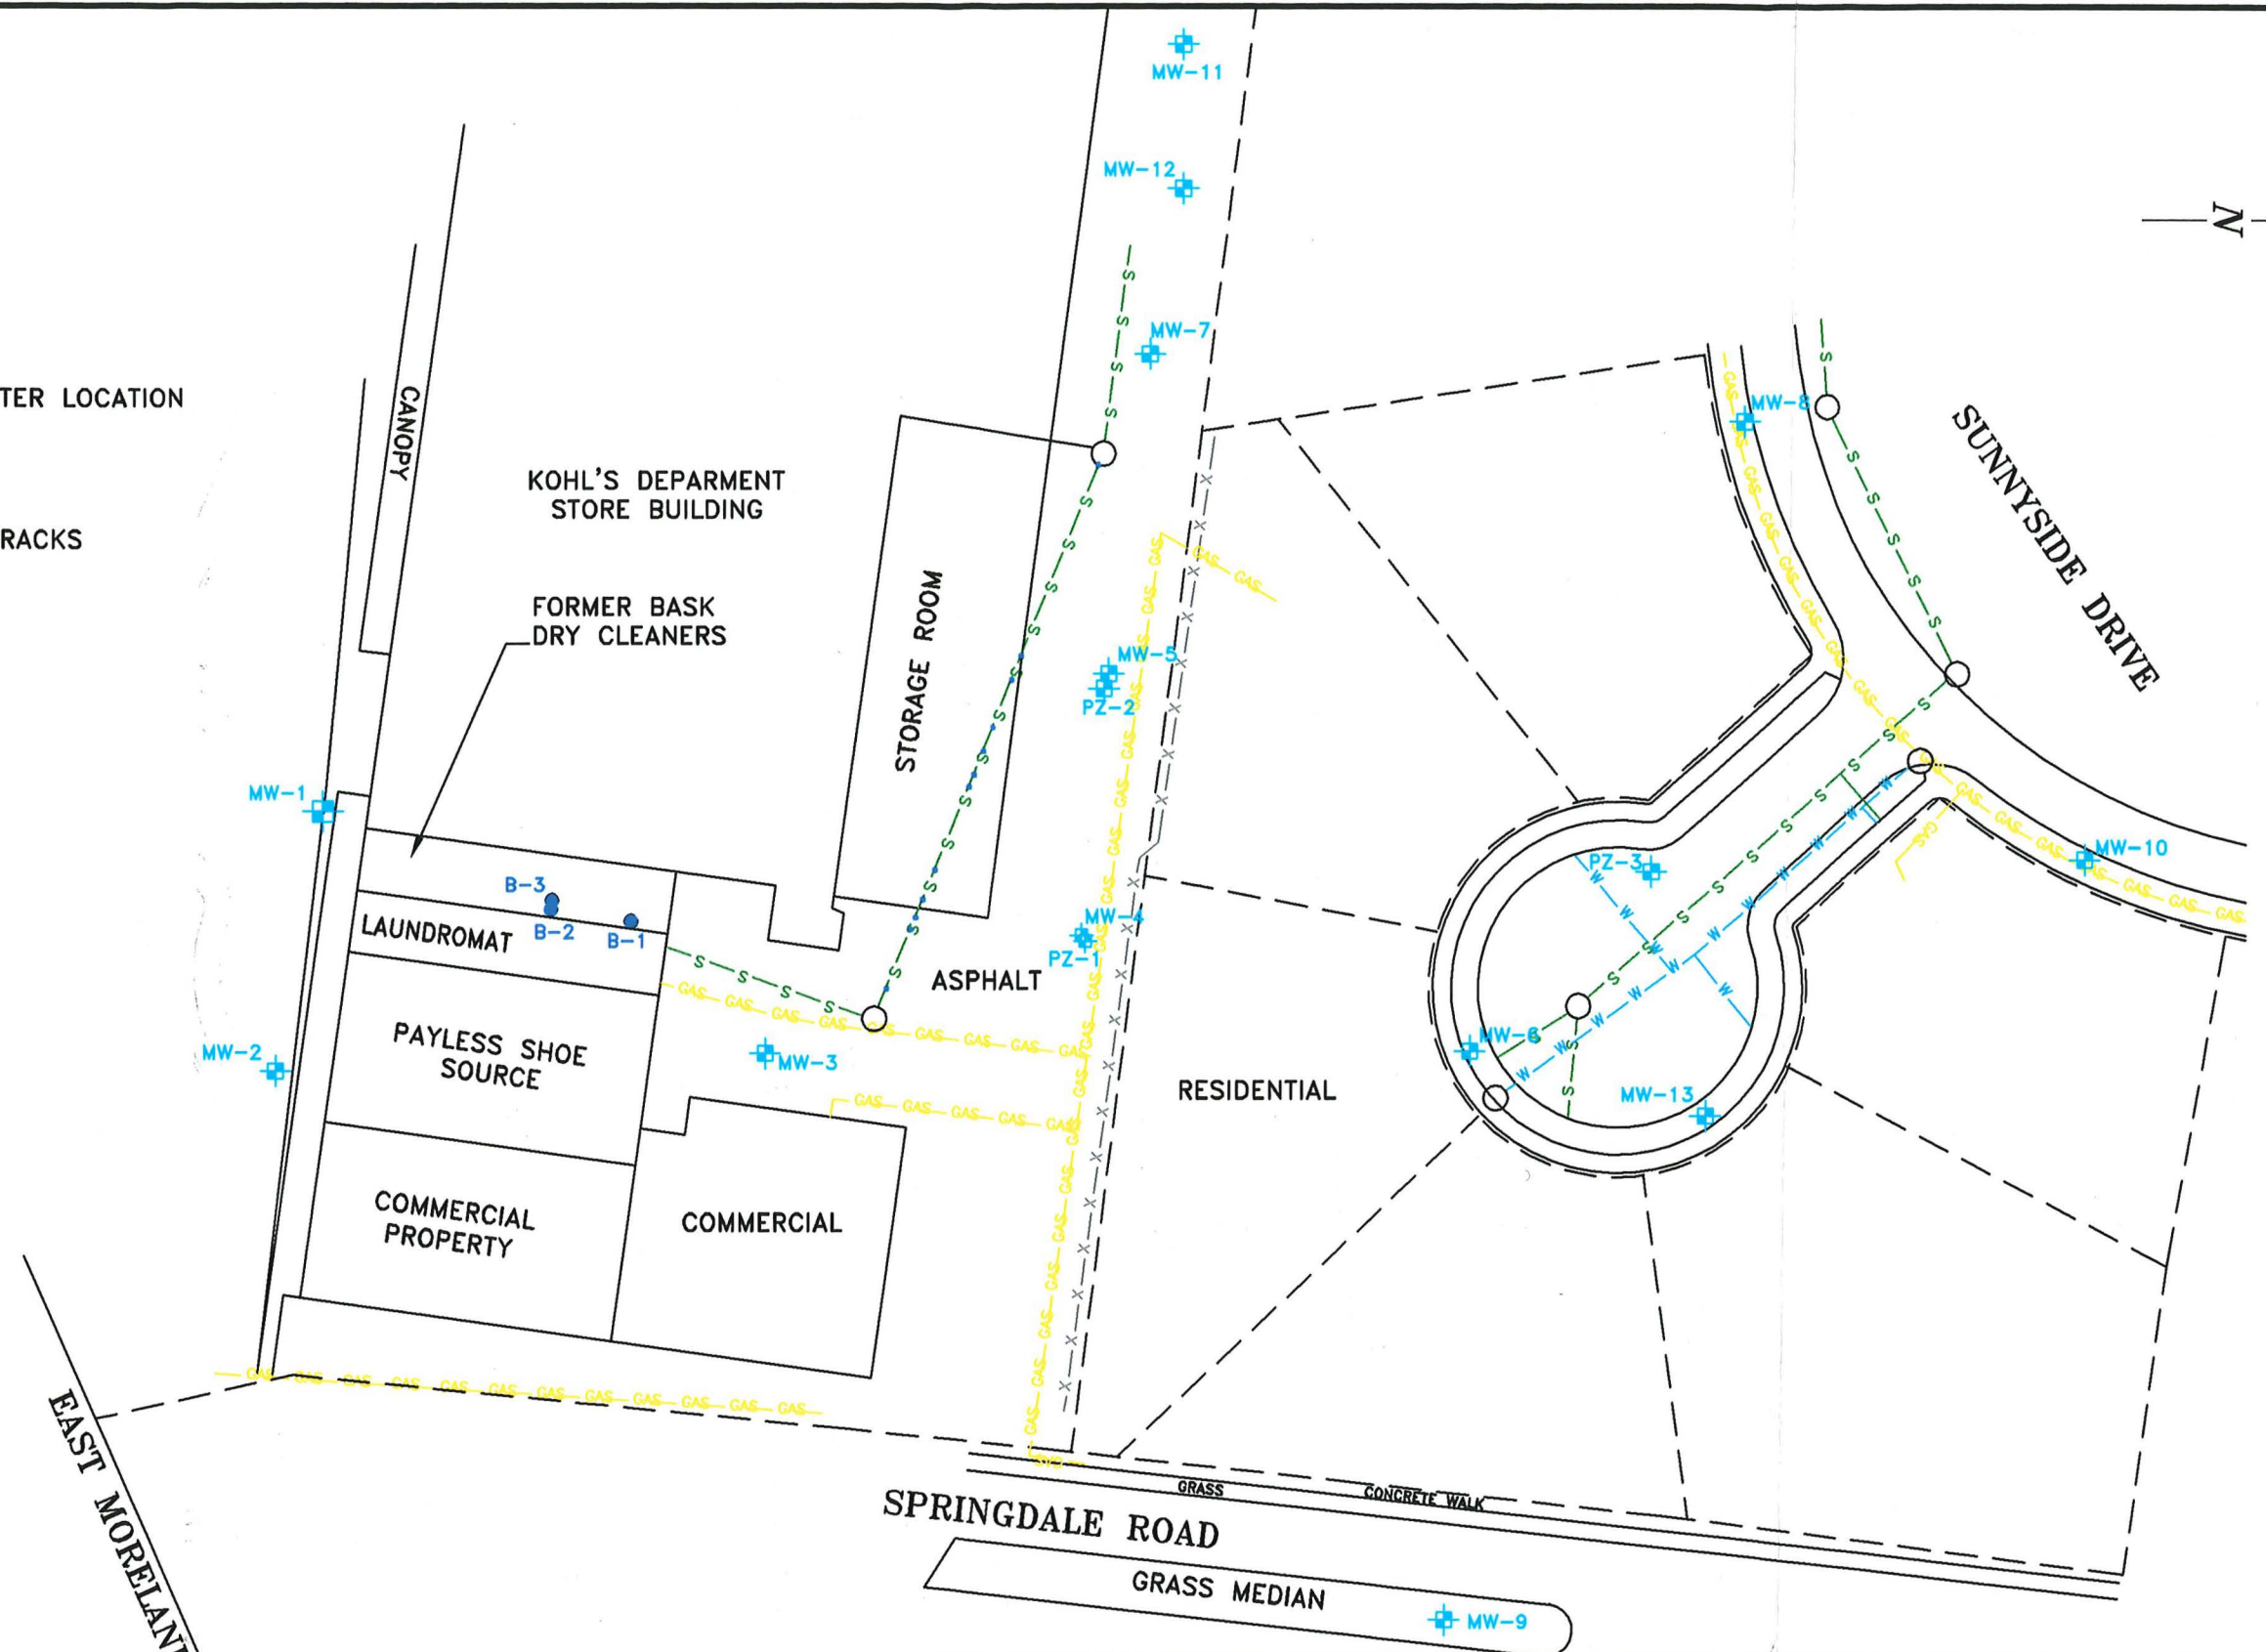 MW-11
MW-12
N
MW-7
TER LOCATION
CANOPY
MW-8
SUNNYSIDE DRIVE
KOHL'S DEPARMENT
STORE BUILDING
RACKS
FORMER BASK
DRY CLEANERS
STORAGE ROOM
MW-5
PZ-2
MW-1
PZ-3
MW-10
B-3
B-2
B-1
LAUNDROMAT
MW-4
PZ-1
ASPHALT
PAYLESS SHOE
SOURCE
MW-2
MW-3
MW-6
RESIDENTIAL
MW-13
COMMERCIAL
PROPERTY
COMMERCIAL
GAS
S
W
X
EAST MORELAN
GRASS
CONCRETE WALK
SPRINGDALE ROAD
GRASS MEDIAN
MW-9